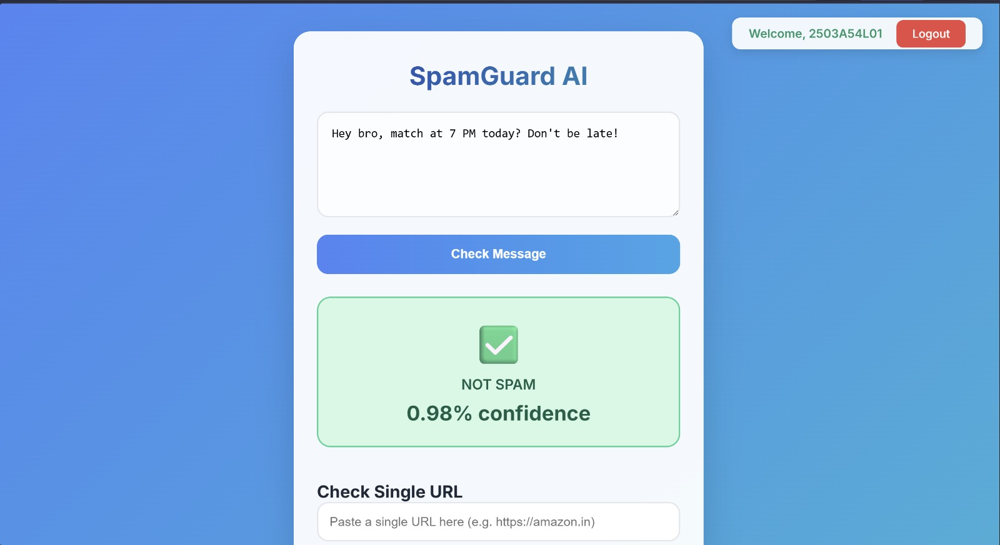 Welcome, 2503A54L01
Logout
SpamGuard AI
Hey bro, match at 7 PM today? Don't be late!
Check Message
NOT SPAM
0.98% confidence
Check Single URL
Paste a single URL here (e.g. https://amazon.in)